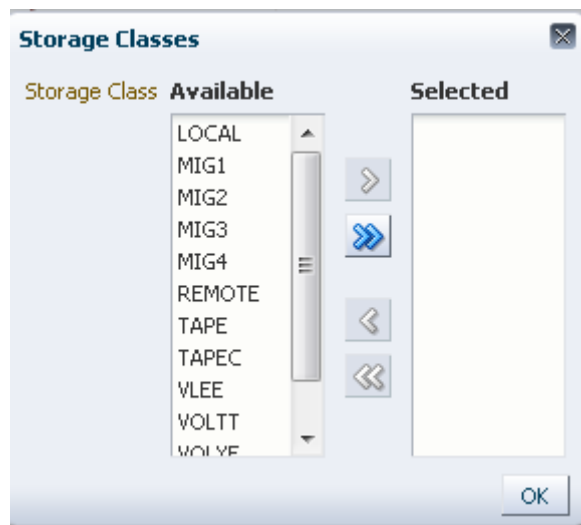 Storage Classes
Storage Class Available Selected
LOCAL
MIG1
MIG2
MIG3
MIG4
REMOTE
TAPE
TAPEC
VLEE
VOLTT
OK